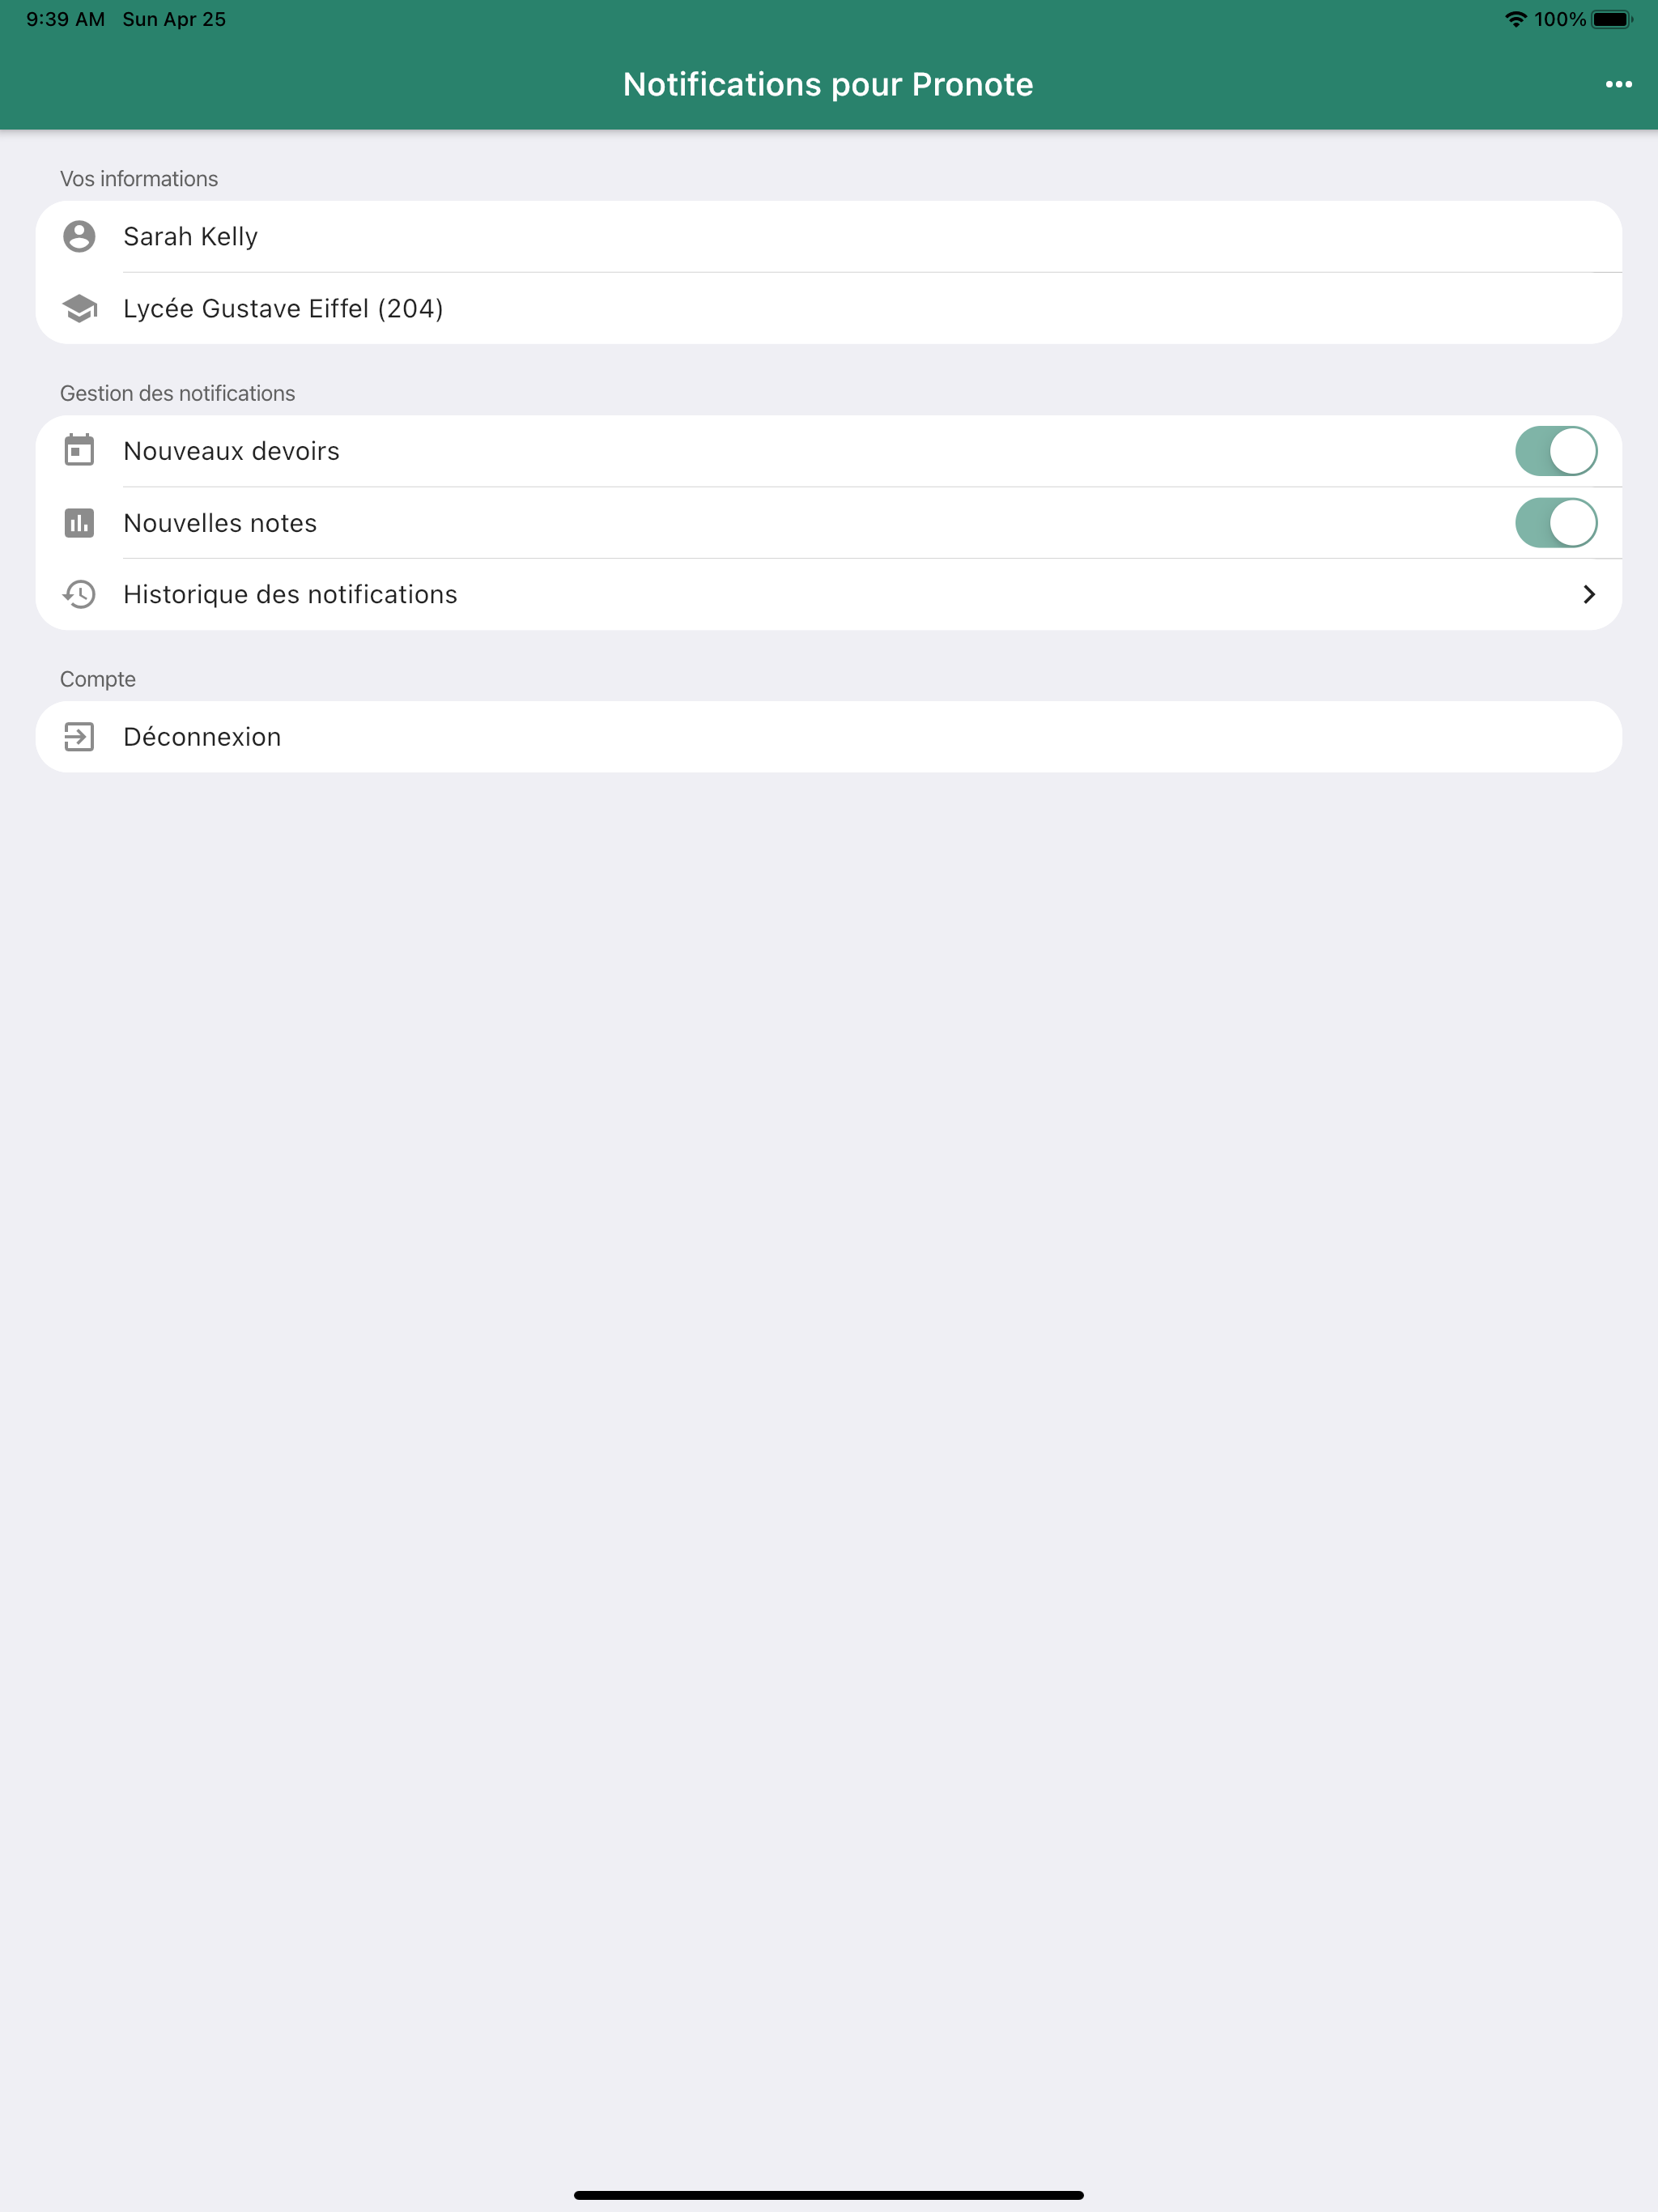 9:39 AM Sun Apr 25 100%
Notifications pour Pronote
Vos informations
Sarah Kelly
Lycée Gustave Eiffel (204)
Gestion des notifications
Nouveaux devoirs
Nouvelles notes
Historique des notifications
Compte
Déconnexion